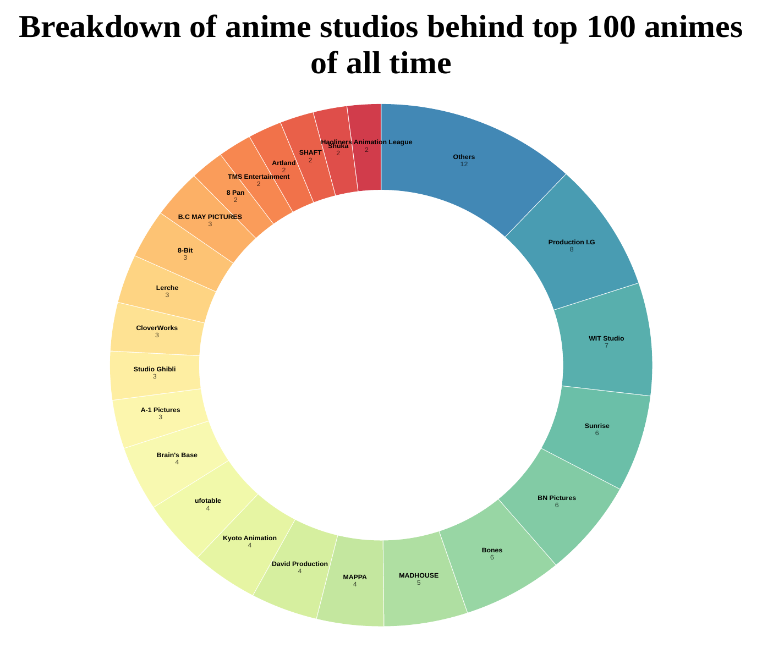 Breakdown of anime studios behind top 100 animes
of all time
Others
12
Production I.G
8
WIT Studio
7
Sunrise
6
BN Pictures
6
Bones
6
MADHOUSE
5
MAPPA
4
David Production
4
Kyoto Animation
4
ufotable
4
Brain's Base
4
A-1 Pictures
3
Studio Ghibli
3
CloverWorks
3
Lerche
3
8-Bit
3
B.C MAY PICTURES
3
8 Pan
2
TMS Entertainment
2
Artland
2
SHAFT
2
Shuka
2
Animation League
2